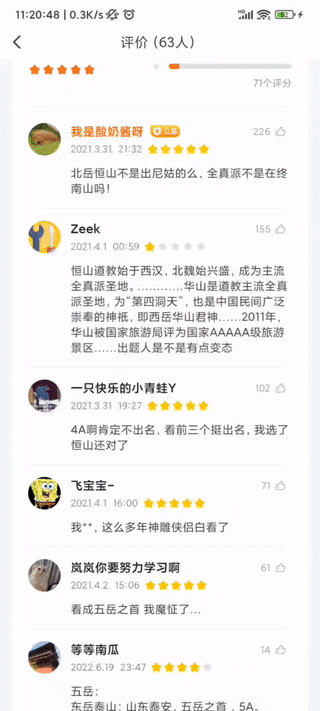 11:20:48 | 0.3K/s
52
评价 (63人)
71个评分
我是酸奶酱呀
226
2021.3.31 21:32
北岳恒山不是出尼姑的么，全真派不是在终
南山吗！
Zeek
155
2021.4.1 00:59
恒山道教始于西汉，北魏始兴盛，成为主流
全真派圣地。…………华山是道教主流全真
派圣地，为“第四洞天”，也是中国民间广泛
崇奉的神祇，即西岳华山君神……2011年，
华山被国家旅游局评为国家AAAAA级旅游
景区……出题人是不是有点变态
一只快乐的小青蛙Y
102
2021.3.31 19:27
4A啊肯定不出名，看前三个挺出名，我选了
恒山还对了
飞宝宝-
71
2021.4.1 16:00
我**，这么多年神雕侠侣白看了
岚岚你要努力学习啊
61
2021.4.2 15:06
看成五岳之首 我魔怔了...
等等南瓜
14
2022.6.19 23:47
五岳：
东岳泰山：山东泰安，五岳之首，5A。